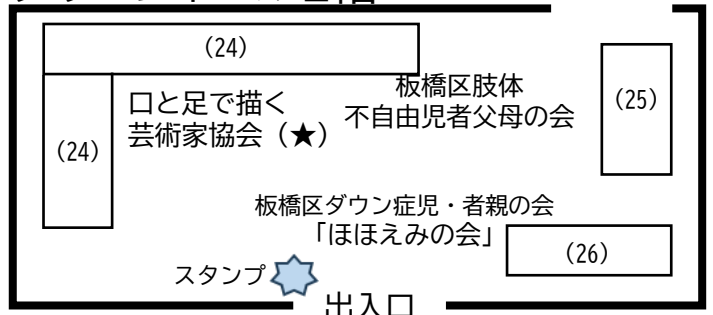 (24)
(24)
口と足で描く
芸術家協会（★）
板橋区肢体
不自由児者父母の会
(25)
板橋区ダウン症児・者親の会
「ほほえみの会」
(26)
スタンプ
出入口